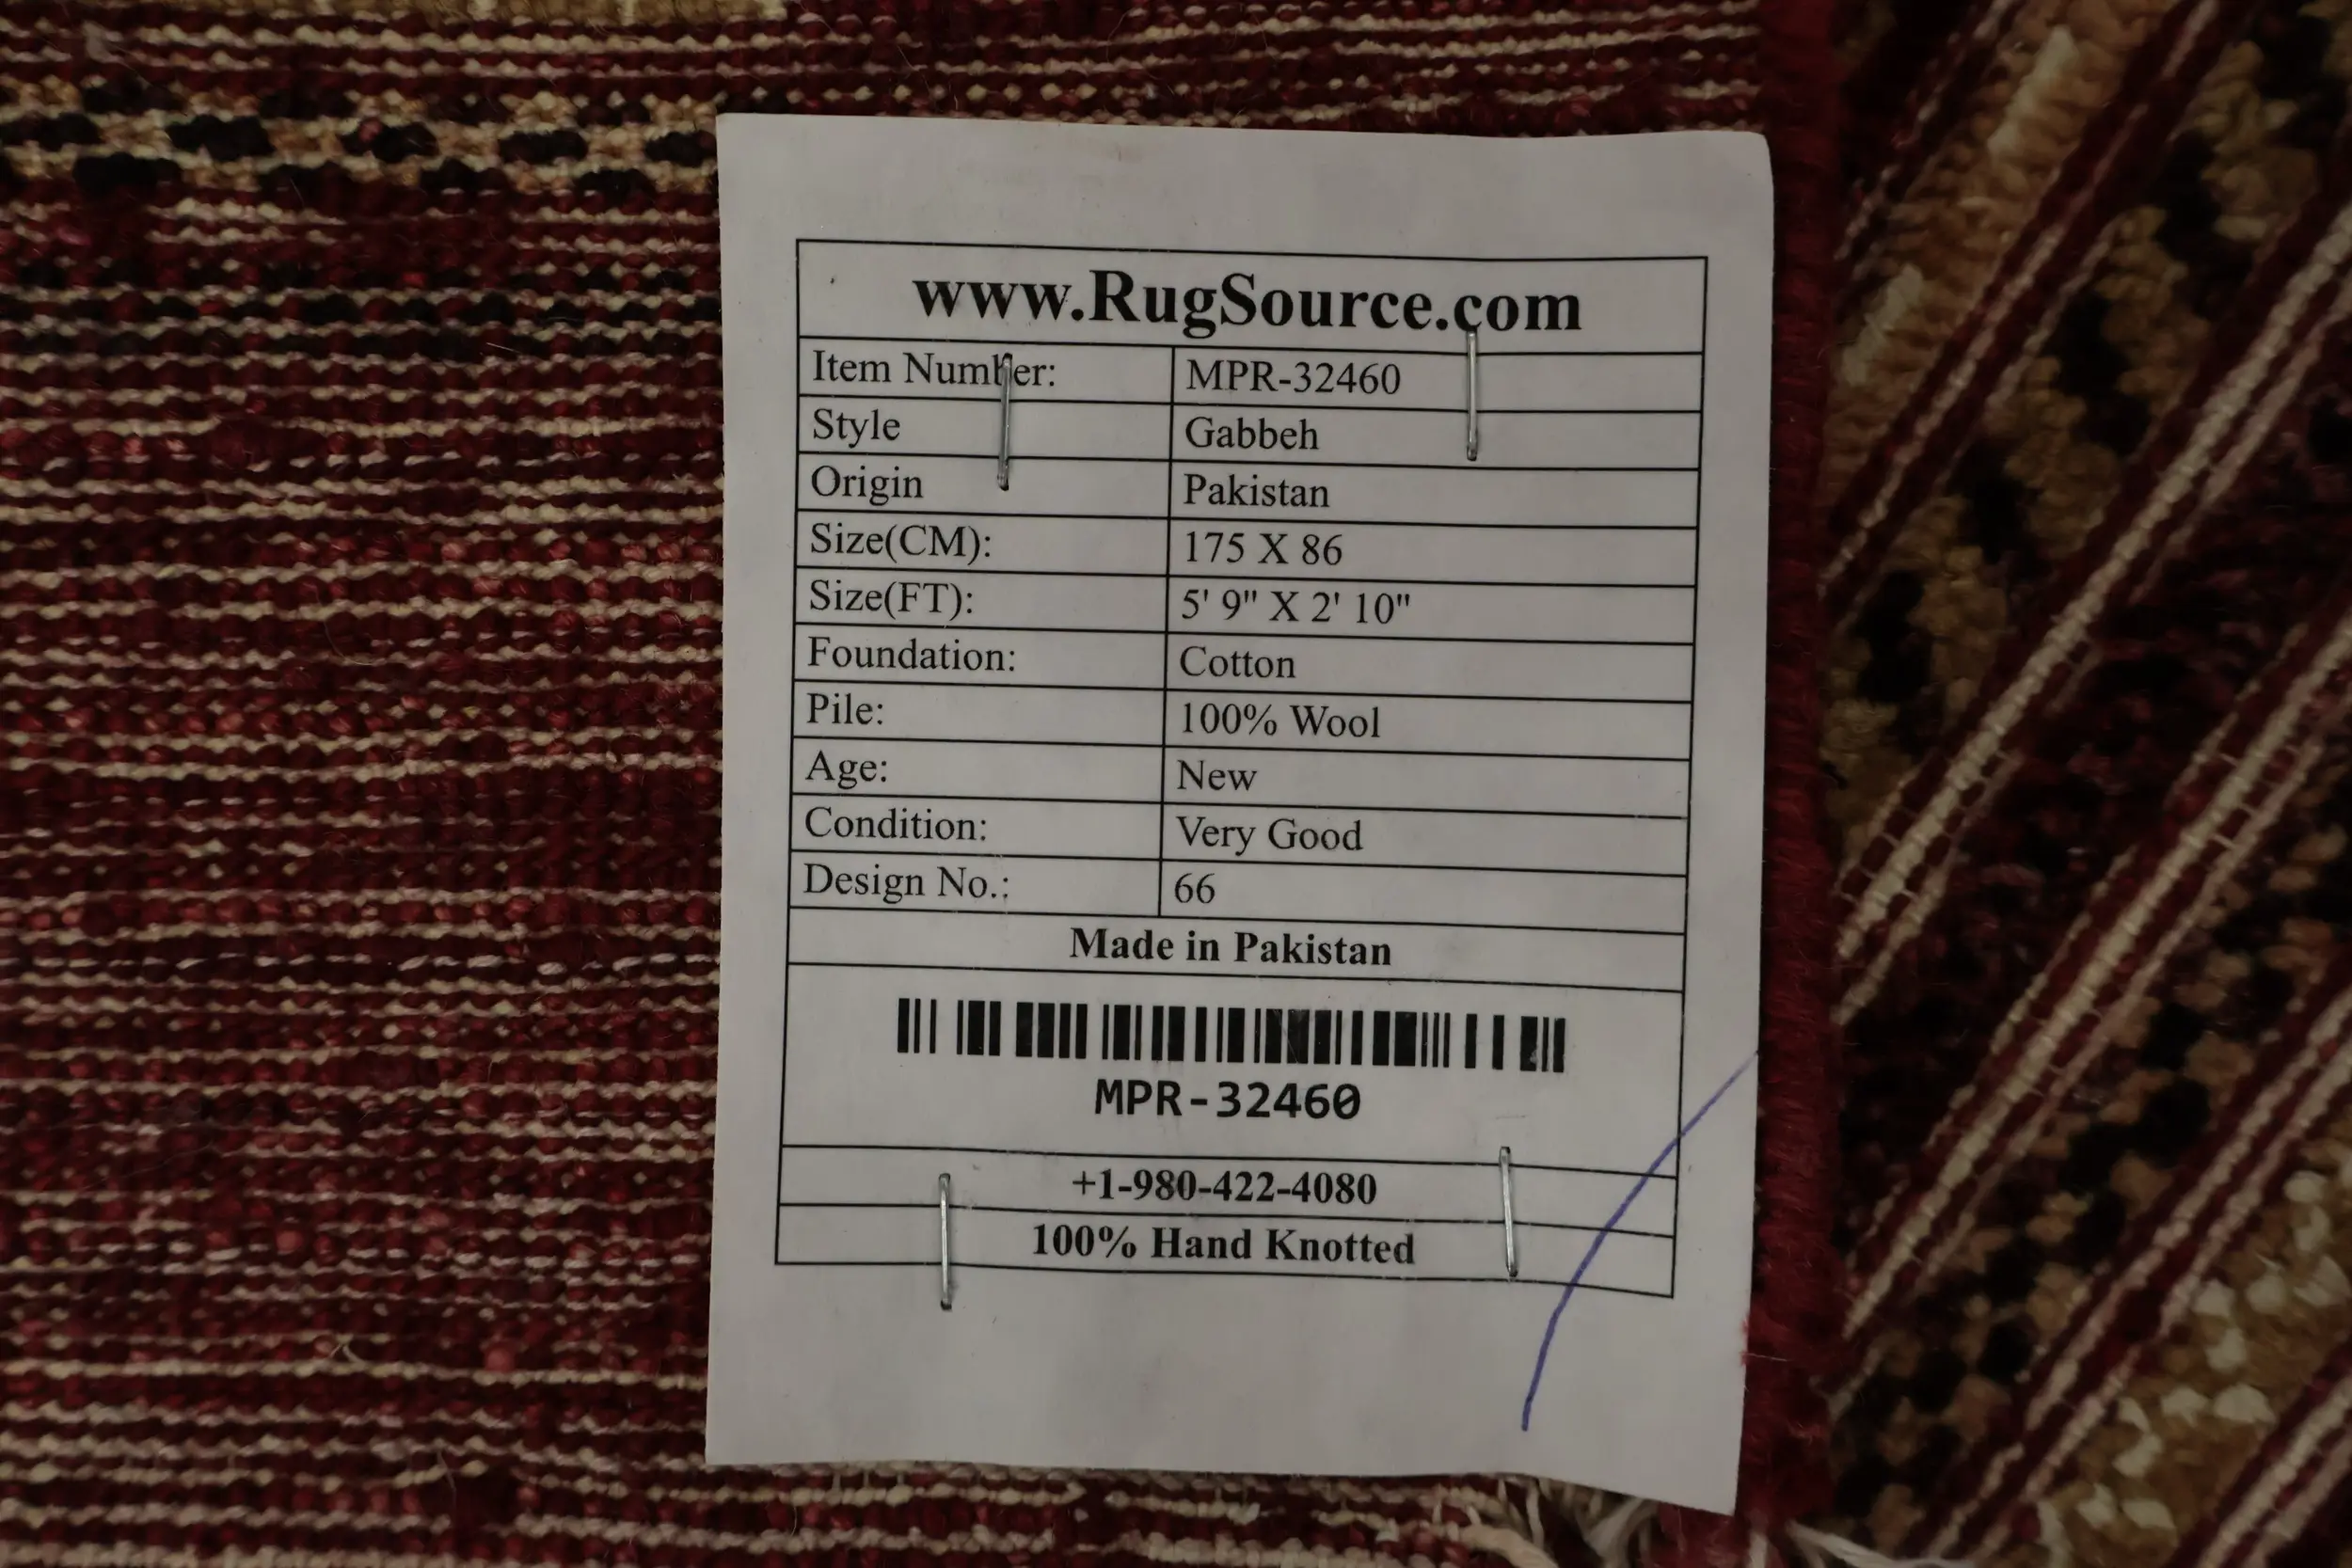 www.RugSource.com
Item Number: MPR-32460
Style Gabbeh
Origin Pakistan
Size(CM): 175 X 86
Size(FT): 5' 9" X 2' 10"
Foundation: Cotton
Pile: 100% Wool
Age: New
Condition: Very Good
Design No.: 66
Made in Pakistan
MPR-32460
+1-980-422-4080
100% Hand Knotted